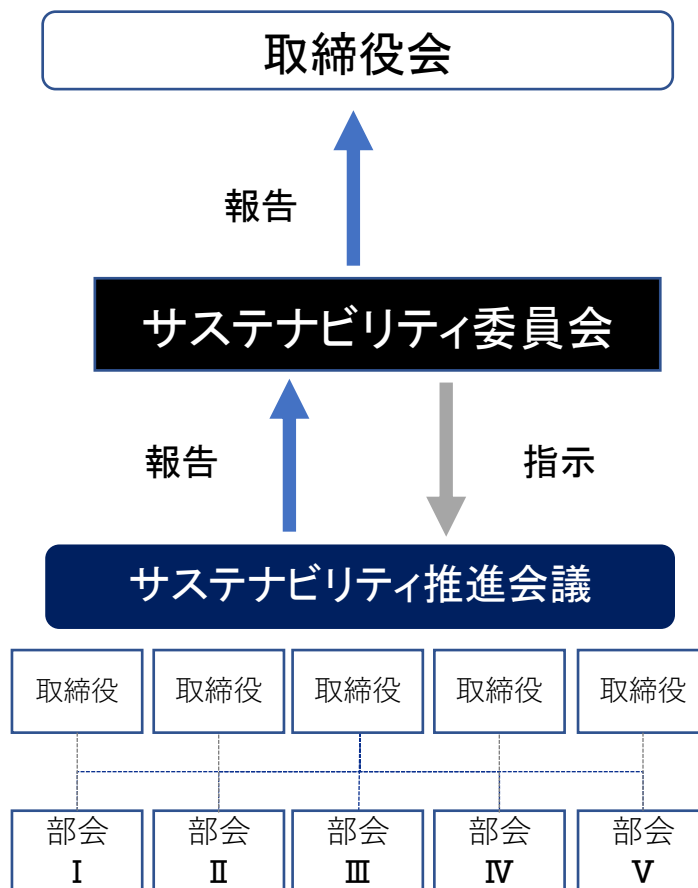 取締役会
報告
サステナビリティ委員会
報告
指示
サステナビリティ推進会議
取締役
取締役
取締役
取締役
取締役
部会
Ⅰ
部会
Ⅱ
部会
Ⅲ
部会
Ⅳ
部会
Ⅴ